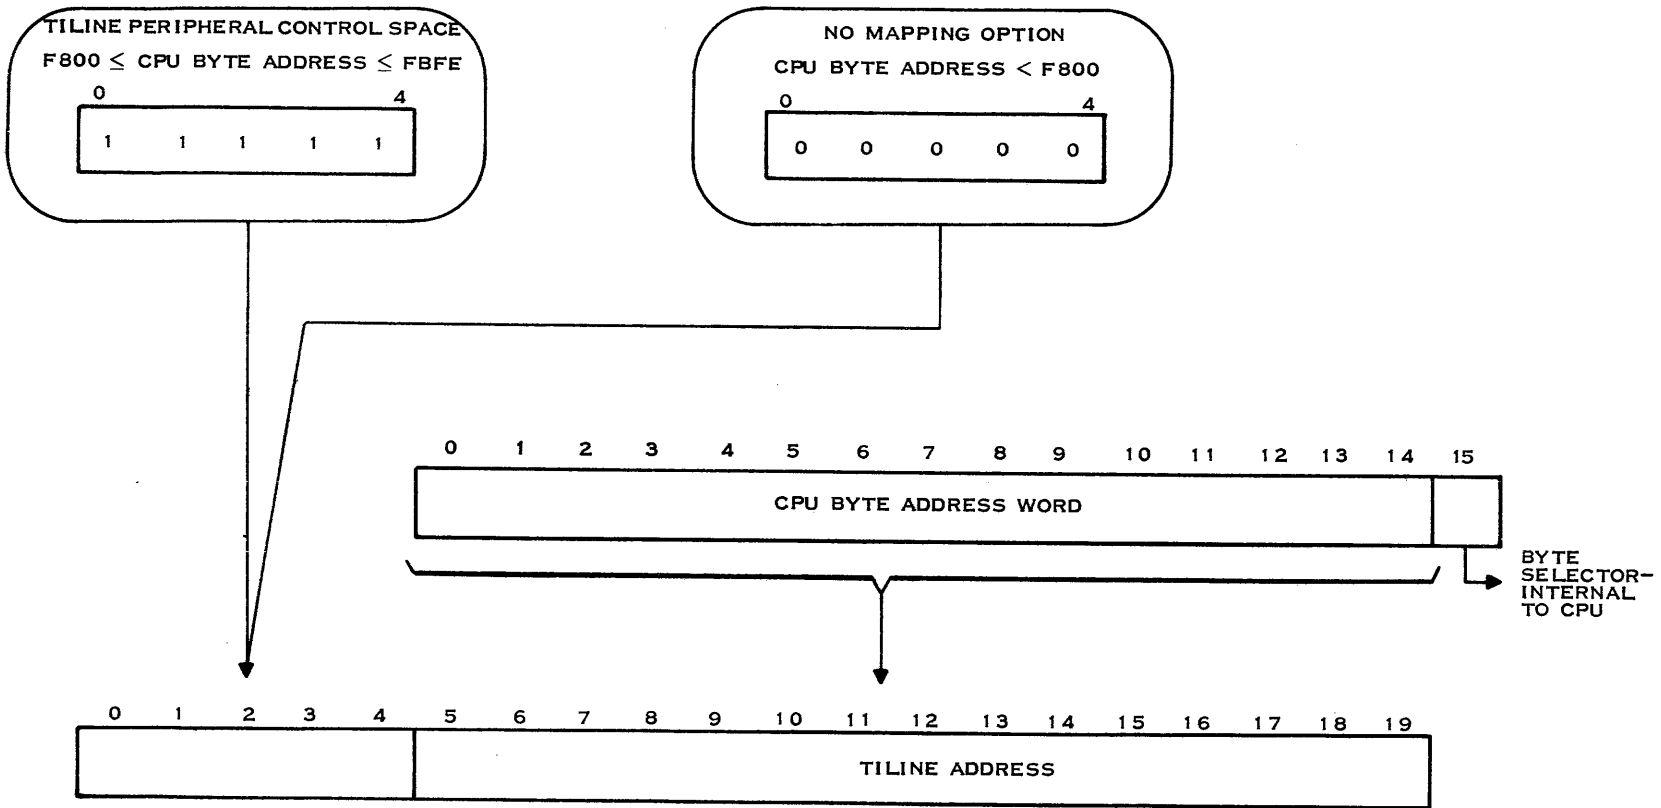 TILINE PERIPHERAL CONTROL SPACE
F800 ≤ CPU BYTE ADDRESS ≤ FBFE
0 4
1 1 1 1 1
NO MAPPING OPTION
CPU BYTE ADDRESS < F800
0 4
0 0 0 0 0
0 1 2 3 4 5 6 7 8 9 10 11 12 13 14 15
CPU BYTE ADDRESS WORD
BYTE
SELECTOR–
INTERNAL
TO CPU
0 1 2 3 4 5 6 7 8 9 10 11 12 13 14 15 16 17 18 19
TILINE ADDRESS